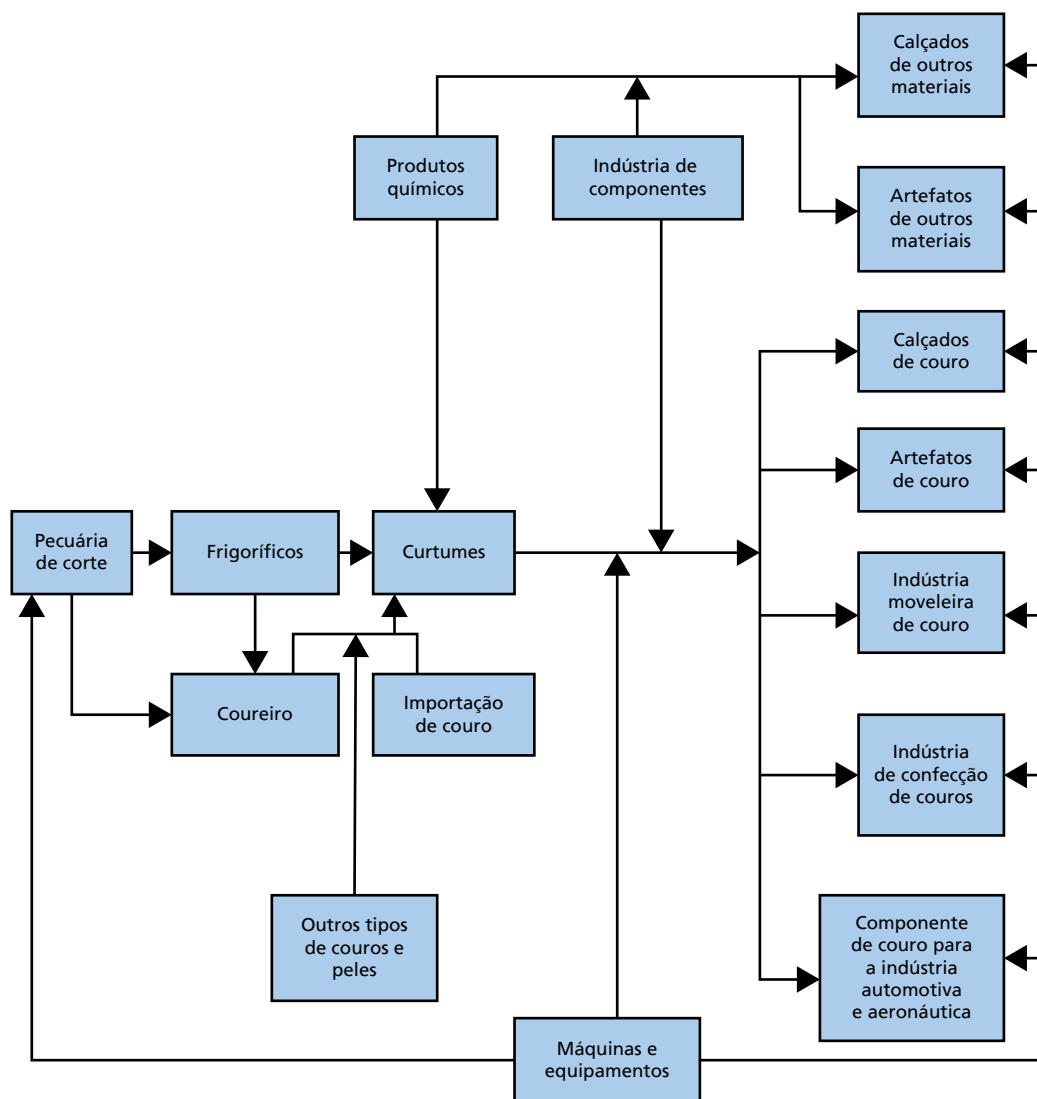 Calçados
de outros
materiais
Produtos
químicos
Indústria de
componentes
Artefatos
de outros
materiais
Calçados
de couro
Artefatos
de couro
Pecuária
de corte
Frigoríficos
Curtumes
Indústria
moveleira
de couro
Coureiro
Importação
de couro
Indústria
de confecção
de couros
Outros tipos
de couros e
peles
Componente
de couro para
a indústria
automotiva
e aeronáutica
Máquinas e
equipamentos